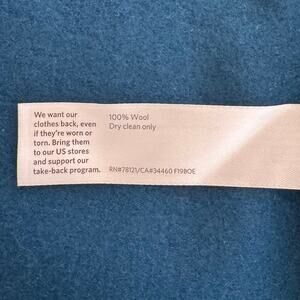 We want our
clothes back, even
if they're worn or
torn. Bring them
to our US stores
and support our
take-back program.
100% Wool
Dry clean only
RN#78121/CA#34460 F19BOE